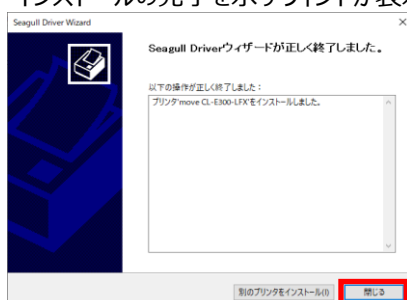 Seagull Driver Wizard
Seagull Driverウィザードが正しく終了しました。
以下の操作が正しく終了しました：
プリンタ'move CL-E300-LFX'をインストールしました。
別のプリンタをインストール(I)
閉じる